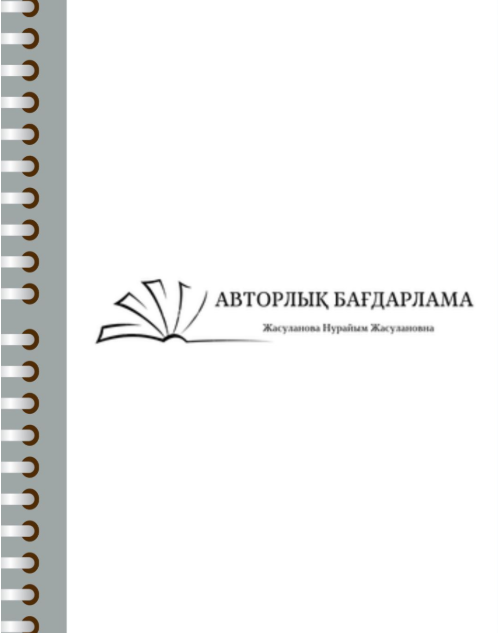 АВТОРЛЫҚ БАҒДАРЛАМА
Жасуланова Нурайым Жасулановна